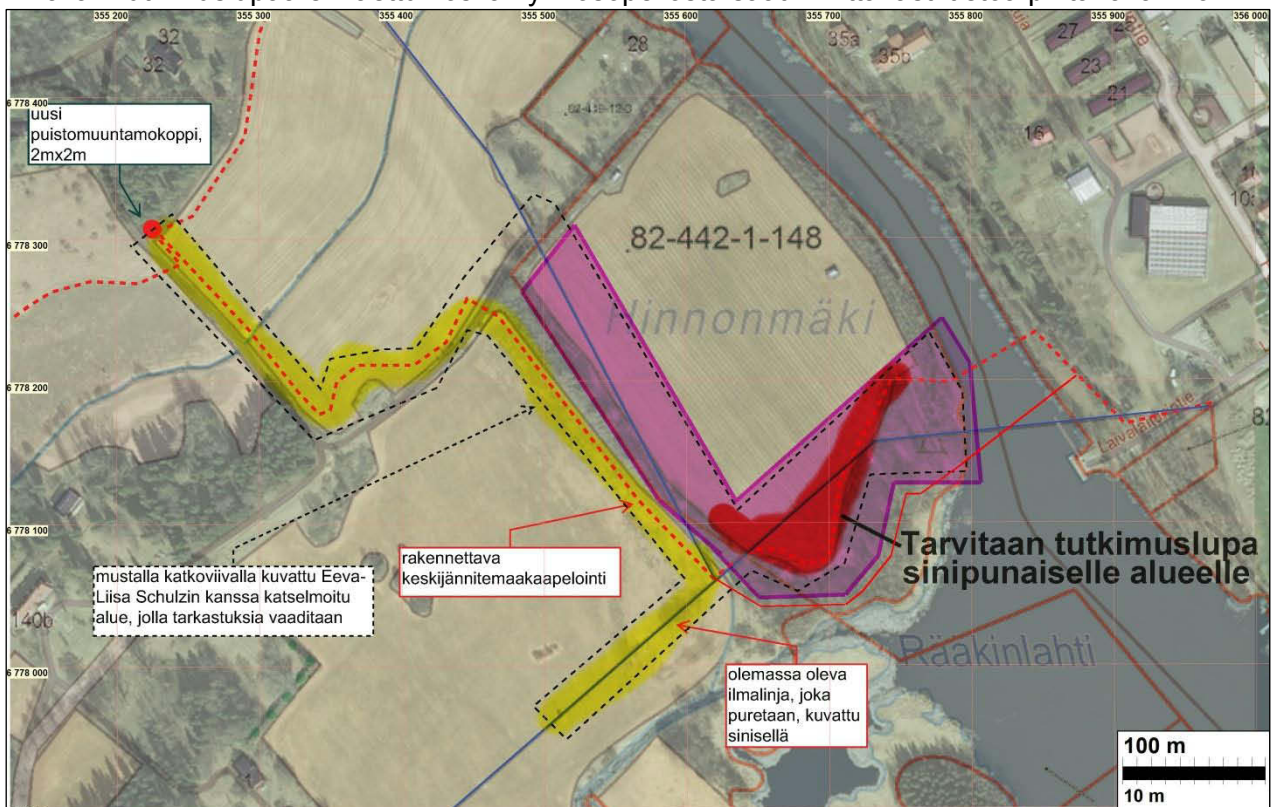 355 200
355 300
355 400
355 500
355 600
355 700
355 800
355 900
356 000
32
32
28
35a
35b
27
23
21
15
6 778 400
uusi
puistomuuntamokoppi,
2mx2m
6 778 300
82-442-1-148
Hinnonmäki
6 778 200
Laivalaiturintie
82
6 778 100
rakennettava
keskijännitemaakaapelointi
Tarvitaan tutkimuslupa
sinipunaiselle alueelle
mustalla katkoviivalla kuvattu Eeva-
Liisa Schulzin kanssa katselmoitu
alue, jolla tarkastuksia vaaditaan
140b
6 778 000
Rääkinlahti
olemassa oleva
ilmalinja, joka
puretaan, kuvattu
sinisellä
100 m
10 m